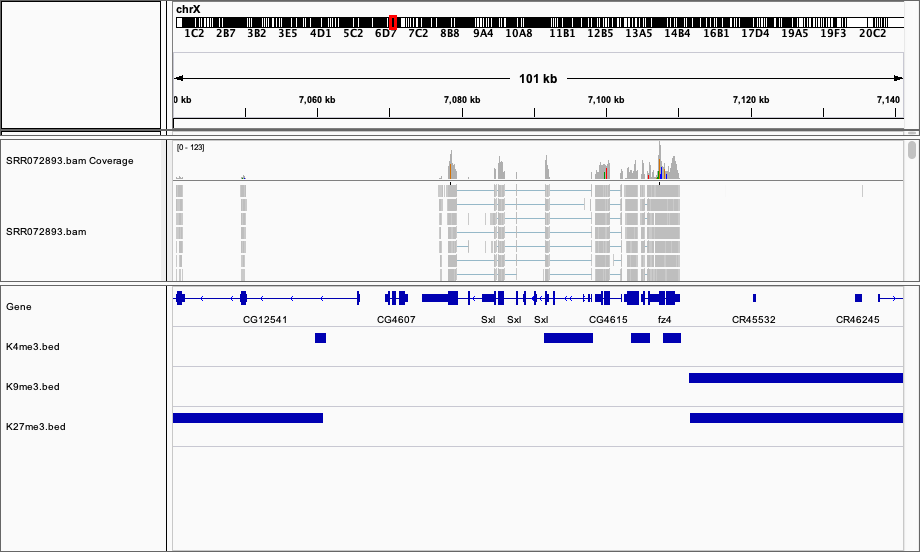 chrX
1C2 2B7 3B2 3E5 4D1 5C2 6D7 7C2 8B8 9A4 10A8 11B1 12B5 13A5 14B4 16B1 17D4 19A5 19F3 20C2
101 kb
0 kb 7,060 kb 7,080 kb 7,100 kb 7,120 kb 7,140
[0 - 123]
SRR072893.bam Coverage
SRR072893.bam
Gene
CG12541 CG4607 Sxl Sxl Sxl CG4615 fz4 CR45532 CR46245
K4me3.bed
K9me3.bed
K27me3.bed